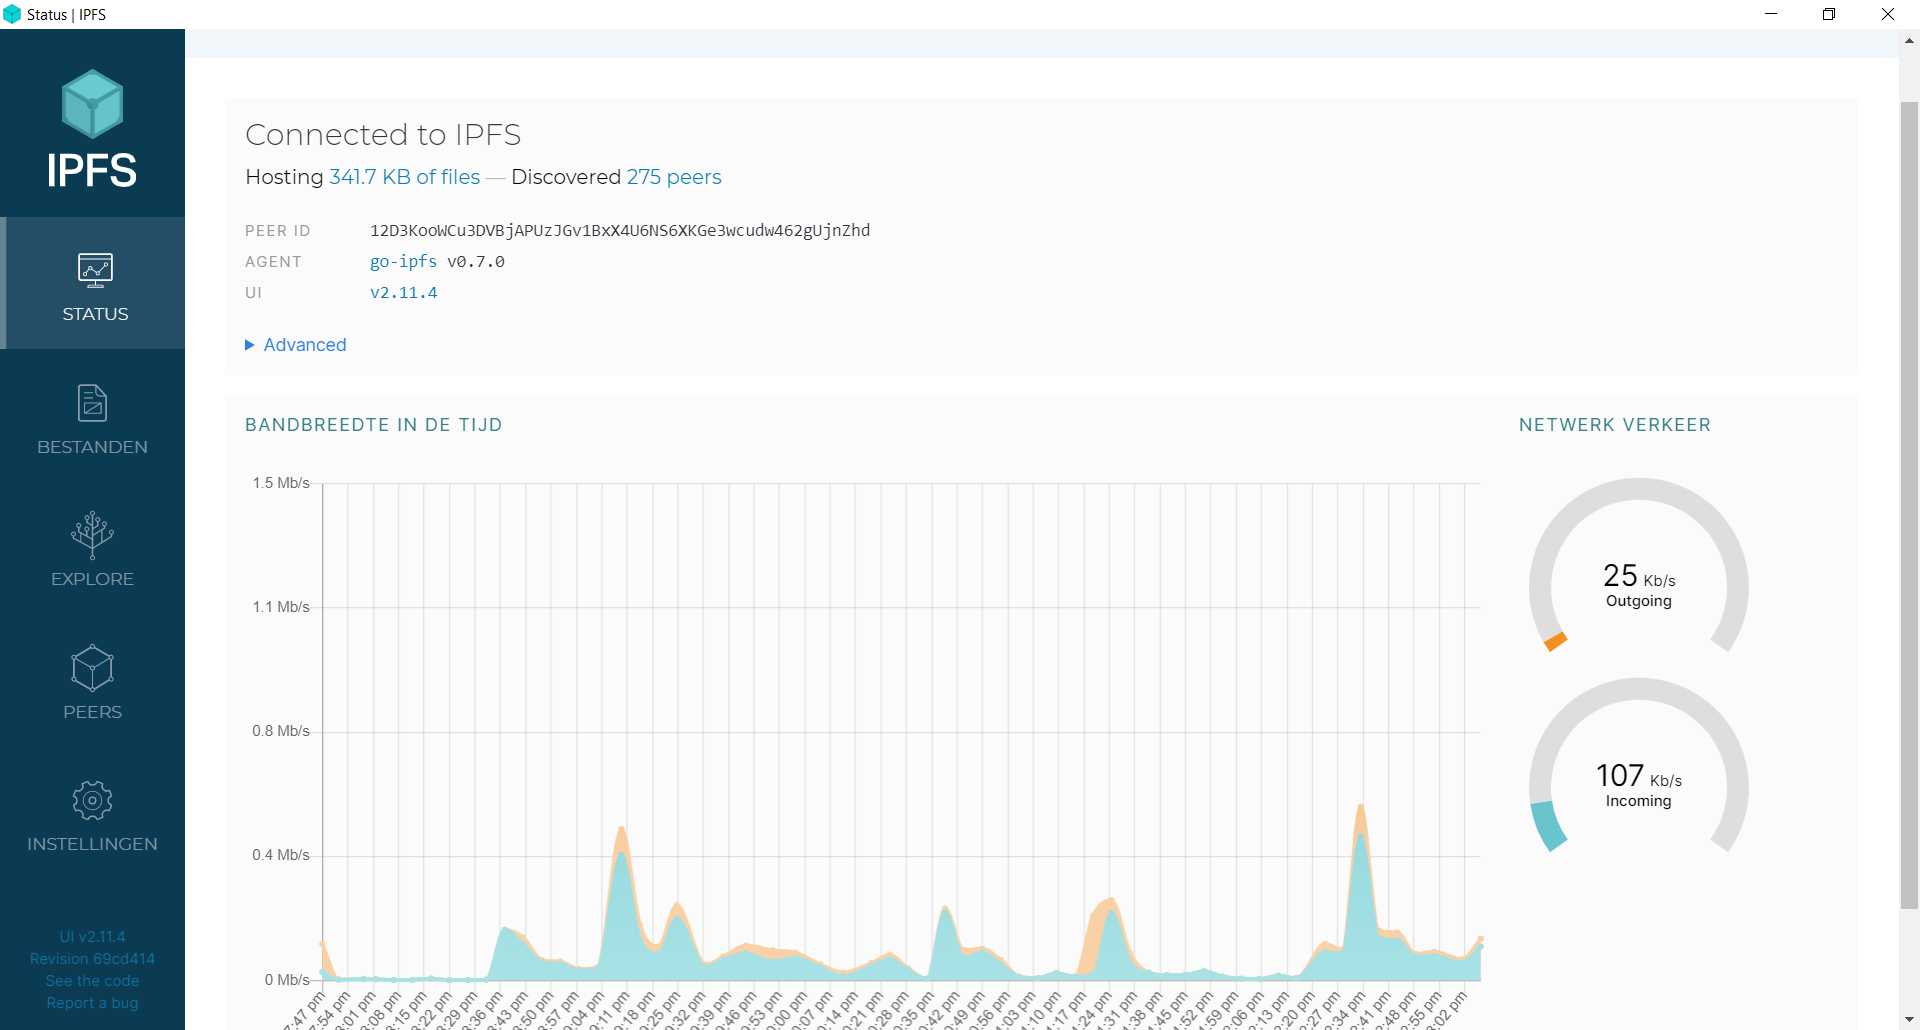 Status | IPFS
IPFS
STATUS
BESTANDEN
EXPLORE
PEERS
INSTELLINGEN
UI v2.11.4
Revision 69cd414
See the code
Report a bug
Connected to IPFS
Hosting 341.7 KB of files — Discovered 275 peers
PEER ID 12D3KooWCu3DVBjAPUzJGv1BxX4U6NS6XKGe3wcudw462gUjnZhd
AGENT go-ipfs v0.7.0
UI v2.11.4
Advanced
BANDBREEDTE IN DE TIJD
1.5 Mb/s
1.1 Mb/s
0.8 Mb/s
0.4 Mb/s
0 Mb/s
NETWERK VERKEER
25 Kb/s
Outgoing
107 Kb/s
Incoming